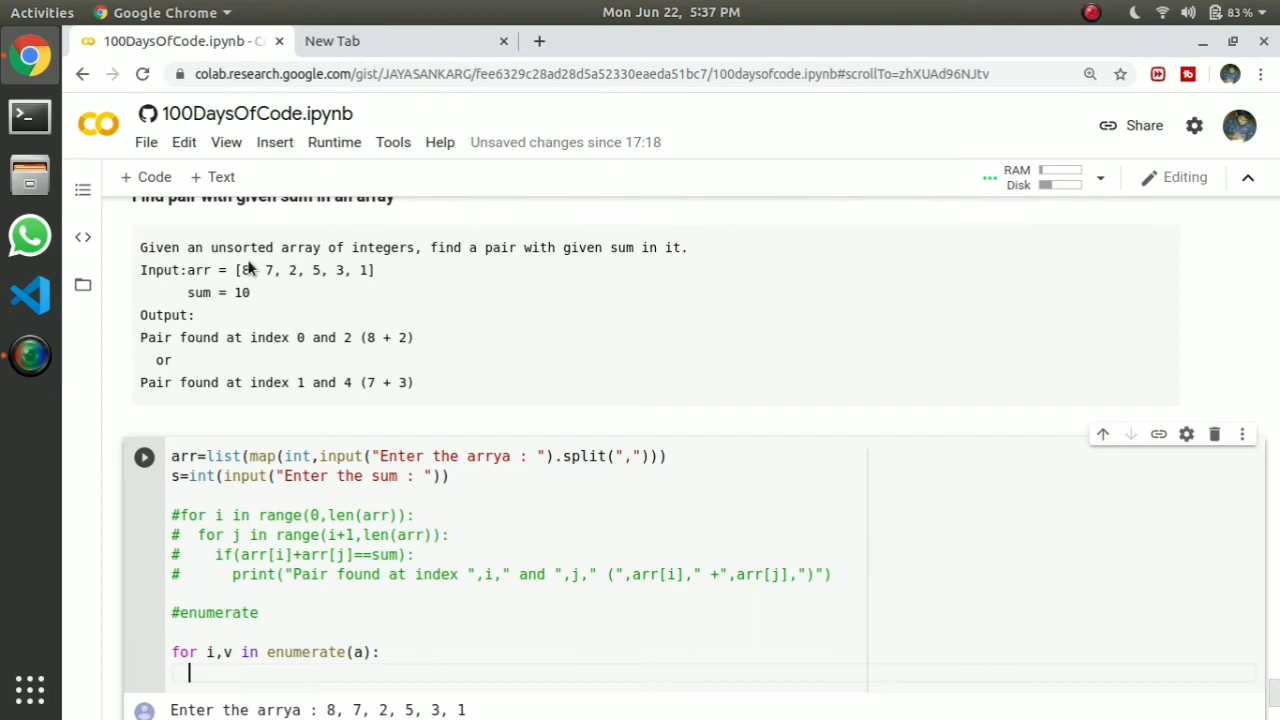 Activities Google Chrome Mon Jun 22, 5:37 PM 83 %
100DaysOfCode.ipynb - C New Tab
colab.research.google.com/gist/JAYASANKARG/fee6329c28ad28d5a52330eaeda51bc7/100daysofcode.ipynb#scrollTo=zhXUAd96NJtv
100DaysOfCode.ipynb
Share
File Edit View Insert Runtime Tools Help Unsaved changes since 17:18
+ Code + Text
RAM
Disk
Editing
Find pair with given sum in an array
Given an unsorted array of integers, find a pair with given sum in it.
Input:arr = [8, 7, 2, 5, 3, 1]
sum = 10
Output:
Pair found at index 0 and 2 (8 + 2)
or
Pair found at index 1 and 4 (7 + 3)
arr=list(map(int,input("Enter the arrya : ").split(",")))
s=int(input("Enter the sum : "))
#for i in range(0,len(arr)):
#  for j in range(i+1,len(arr)):
#    if(arr[i]+arr[j]==sum):
#      print("Pair found at index ",i," and ",j," (",arr[i]," +",arr[j],")")
#enumerate
for i,v in enumerate(a):
Enter the arrya : 8, 7, 2, 5, 3, 1